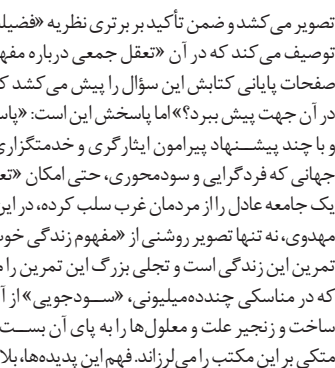 تصویر می‌کشد و ضمن تأکید بر برتری نظریه «فضیلت
توصیف می‌کند که در آن «تعقل جمعی درباره مفهو
صفحات پایانی کتابش این سؤال را پیش می‌کشد ک
در آن جهت پیش ببرد؟» اما پاسخش این است: «پاس
و با چند پیشنهاد پیرامون ایثارگری و خدمتگزاری
جهانی که فردگرایی و سودمحوری، حتی امکان «تع
یک جامعه عادل را از مردمان غرب سلب کرده، در این
مهدوی، نه تنها تصویر روشنی از «مفهوم زندگی خوب
تمرین این زندگی است و تجلی بزرگ این تمرین را م
که در مناسکی چندده‌میلیونی، «سودجویی» از آ
ساخت و زنجیر علت و معلول‌ها را به پای آن بست
متکی بر این مکتب را می‌لرزاند. فهم این پدیده‌ها، بلا